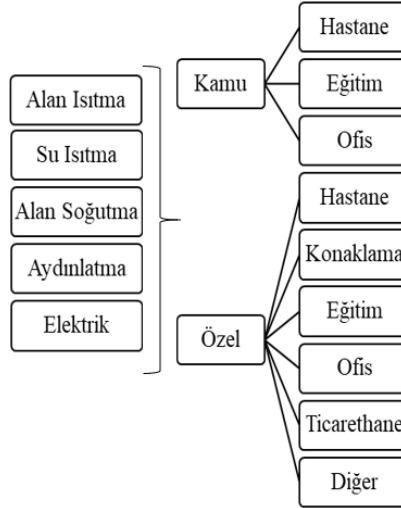 Alan Isıtma
Su Isıtma
Alan Soğutma
Aydınlatma
Elektrik
Kamu
Hastane
Eğitim
Ofis
Özel
Hastane
Konaklama
Eğitim
Ofis
Ticarethane
Diğer